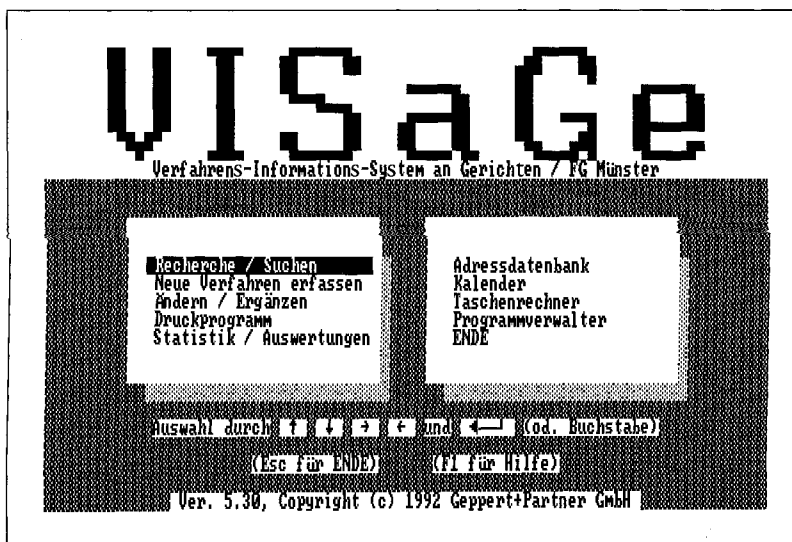 VISaGe
Verfahrens-Informations-System an Gerichten / FG Münster
Recherche / Suchen
Neue Verfahren erfassen
Ändern / Ergänzen
Druckprogramm
Statistik / Auswertungen
Adressdatenbank
Kalender
Taschenrechner
Programmverwalter
ENDE
Auswahl durch ↑ ↓ → ← und ↵ (od. Buchstabe)
(Esc für ENDE) (F1 für Hilfe)
Ver. 5.30, Copyright (c) 1992 Geppert+Partner GmbH